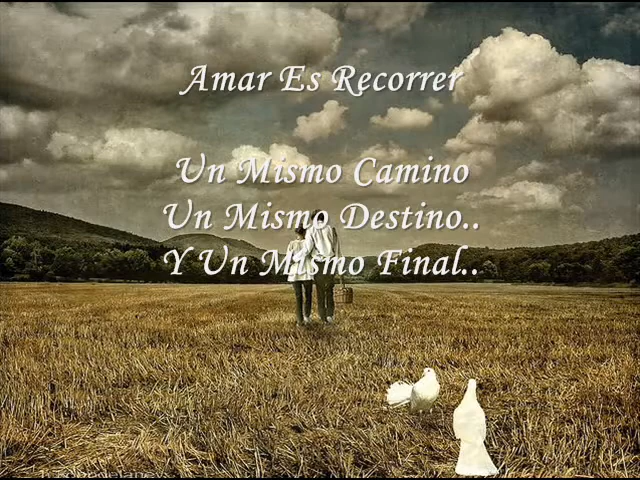 Amar Es Recorrer
Un Mismo Camino
Un Mismo Destino..
Y Un Mismo Final..